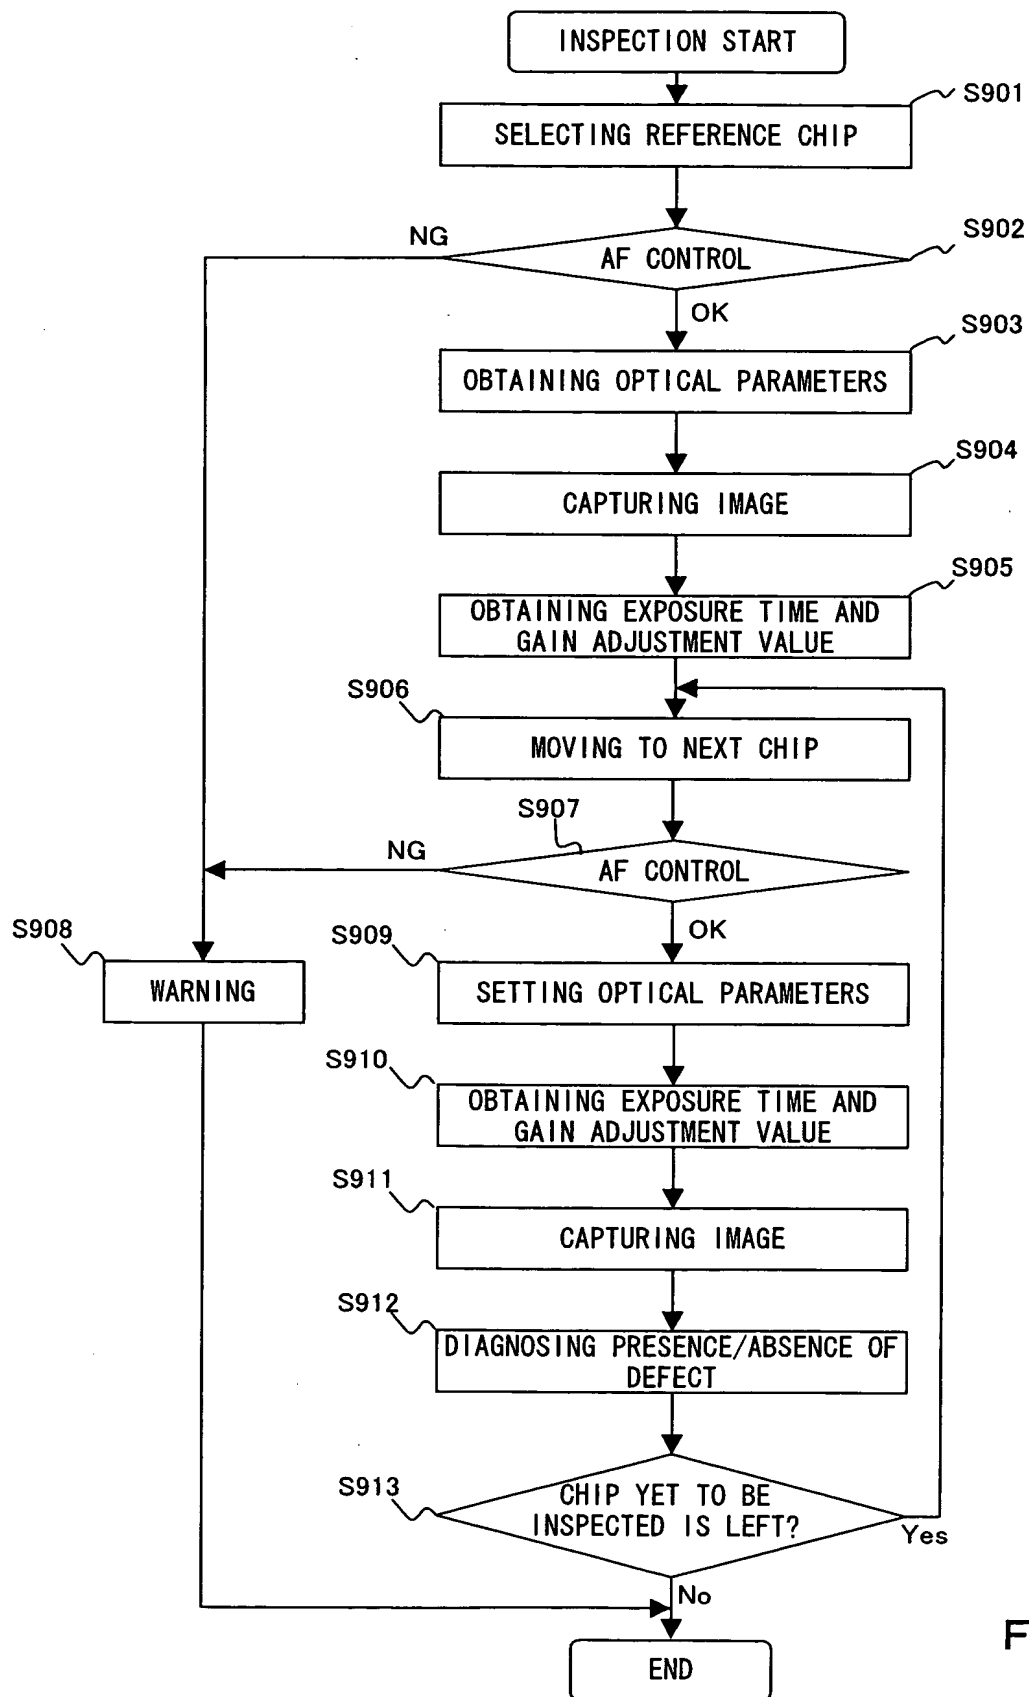 INSPECTION START
S901
SELECTING REFERENCE CHIP
S902
NG
AF CONTROL
OK
S903
OBTAINING OPTICAL PARAMETERS
S904
CAPTURING IMAGE
S905
OBTAINING EXPOSURE TIME AND
GAIN ADJUSTMENT VALUE
S906
MOVING TO NEXT CHIP
S907
NG
AF CONTROL
OK
S908
WARNING
S909
SETTING OPTICAL PARAMETERS
S910
OBTAINING EXPOSURE TIME AND
GAIN ADJUSTMENT VALUE
S911
CAPTURING IMAGE
S912
DIAGNOSING PRESENCE/ABSENCE OF
DEFECT
S913
CHIP YET TO BE
INSPECTED IS LEFT?
Yes
No
END
F